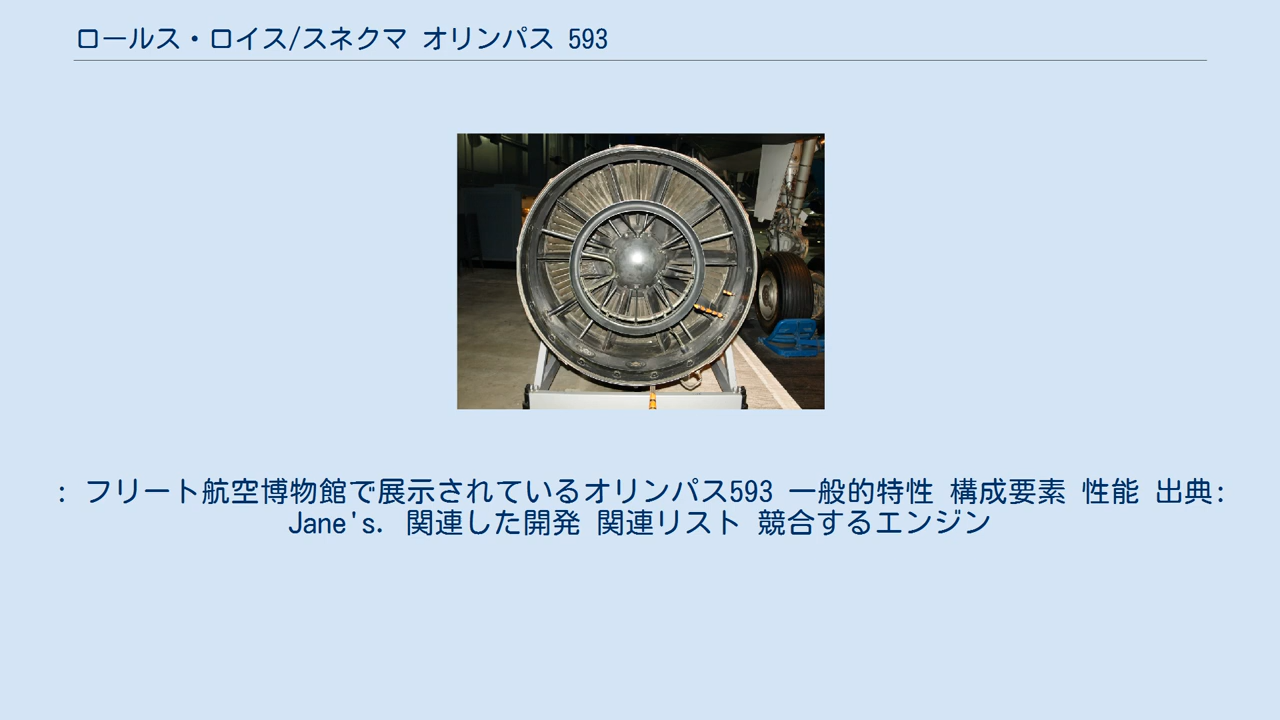 ロールス・ロイス/スネクマ オリンパス 593
: フリート航空博物館で展示されているオリンパス593 一般的特性 構成要素 性能 出典:
Jane's. 関連した開発 関連リスト 競合するエンジン